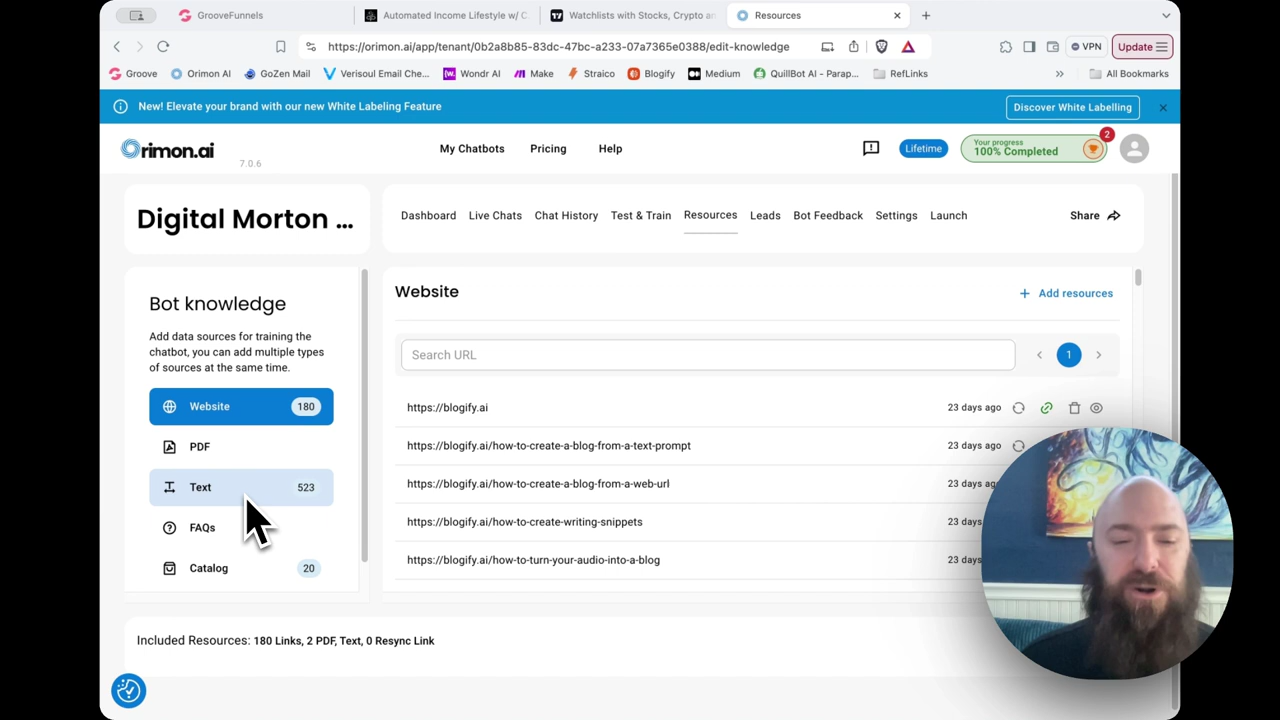 GrooveFunnels
Automated Income Lifestyle w/ C
Watchlists with Stocks, Crypto an
Resources
https://orimon.ai/app/tenant/0b2a8b85-83dc-47bc-a233-07a7365e0388/edit-knowledge
VPN
Update
Groove
Orimon AI
GoZen Mail
Verisoul Email Che...
Wondr AI
Make
Straico
Blogify
Medium
QuillBot AI - Parap...
RefLinks
All Bookmarks
New! Elevate your brand with our new White Labeling Feature
Discover White Labelling
Orimon.ai
7.0.6
My Chatbots
Pricing
Help
Lifetime
Your progress
100% Completed
2
Digital Morton ...
Dashboard
Live Chats
Chat History
Test & Train
Resources
Leads
Bot Feedback
Settings
Launch
Share
Bot knowledge
Add data sources for training the
chatbot, you can add multiple types
of sources at the same time.
Website 180
PDF
Text 523
FAQs
Catalog 20
Website
+ Add resources
Search URL
1
https://blogify.ai 23 days ago
https://blogify.ai/how-to-create-a-blog-from-a-text-prompt 23 days ago
https://blogify.ai/how-to-create-a-blog-from-a-web-url 23 days ago
https://blogify.ai/how-to-create-writing-snippets 23 days
https://blogify.ai/how-to-turn-your-audio-into-a-blog 23 days
Included Resources: 180 Links, 2 PDF, Text, 0 Resync Link